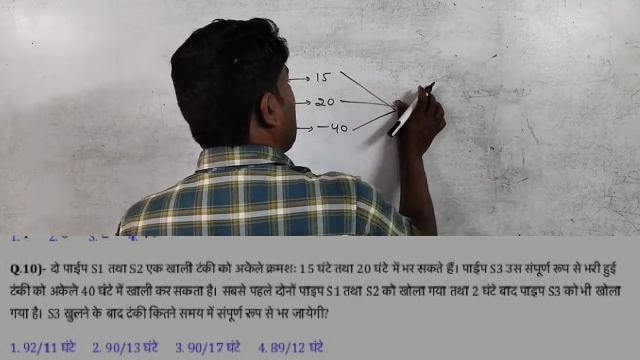 15
20
-40
Q.10)- दो पाईप S1 तथा S2 एक खाली टंकी को अकेले क्रमश: 15 घंटे तथा 20 घंटे में भर सकते हैं। पाईप S3 उस संपूर्ण रूप से भरी हुई
टंकी को अकेले 40 घंटे में खाली कर सकता है। सबसे पहले दोनों पाइप S1 तथा S2 को खोला गया तथा 2 घंटे बाद पाइप S3 को भी खोला
गया है। S3 खुलने के बाद टंकी कितने समय में संपूर्ण रूप से भर जायेगी?
1. 92/11 घंटे 2. 90/13 घंटे 3. 90/17 घंटे 4. 89/12 घंटे